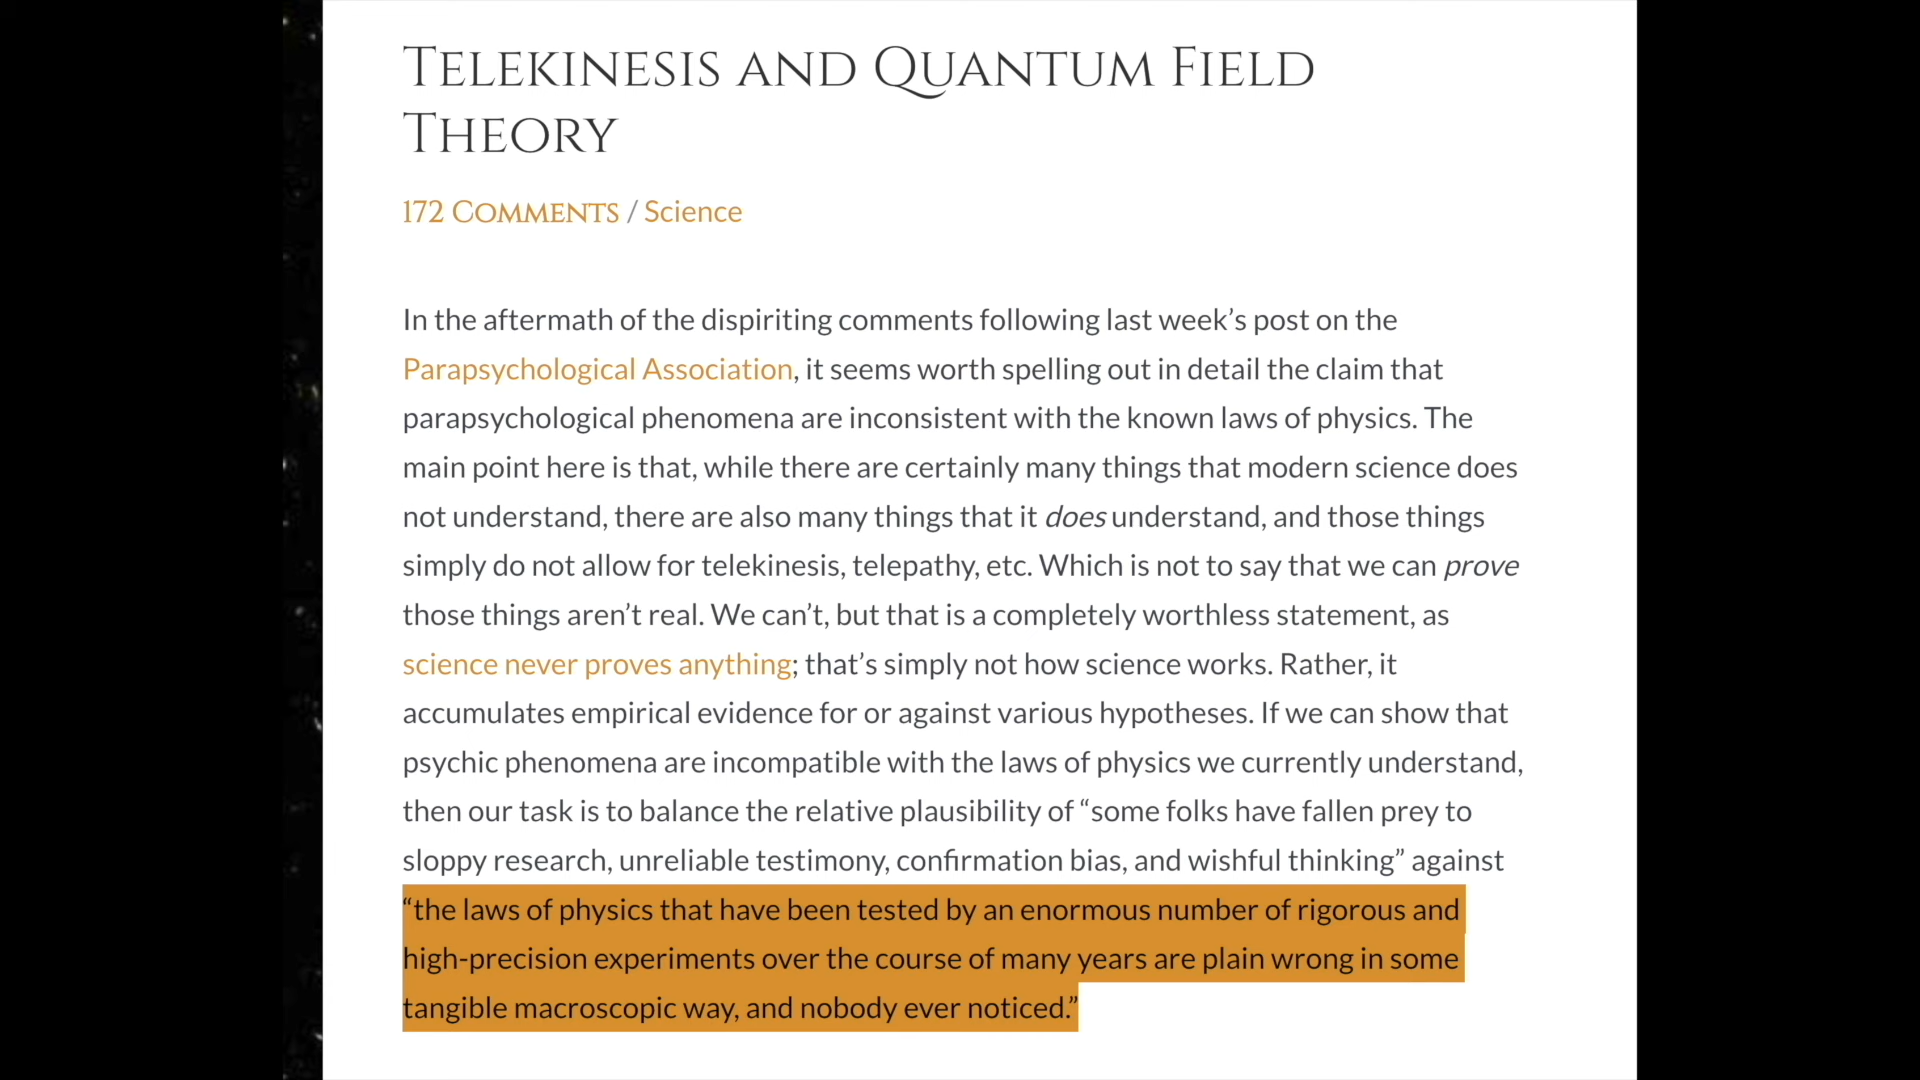 Telekinesis and Quantum Field
Theory
172 Comments / Science
In the aftermath of the dispiriting comments following last week’s post on the
Parapsychological Association, it seems worth spelling out in detail the claim that
parapsychological phenomena are inconsistent with the known laws of physics. The
main point here is that, while there are certainly many things that modern science does
not understand, there are also many things that it does understand, and those things
simply do not allow for telekinesis, telepathy, etc. Which is not to say that we can prove
those things aren’t real. We can’t, but that is a completely worthless statement, as
science never proves anything; that’s simply not how science works. Rather, it
accumulates empirical evidence for or against various hypotheses. If we can show that
psychic phenomena are incompatible with the laws of physics we currently understand,
then our task is to balance the relative plausibility of “some folks have fallen prey to
sloppy research, unreliable testimony, confirmation bias, and wishful thinking” against
“the laws of physics that have been tested by an enormous number of rigorous and
high-precision experiments over the course of many years are plain wrong in some
tangible macroscopic way, and nobody ever noticed.”